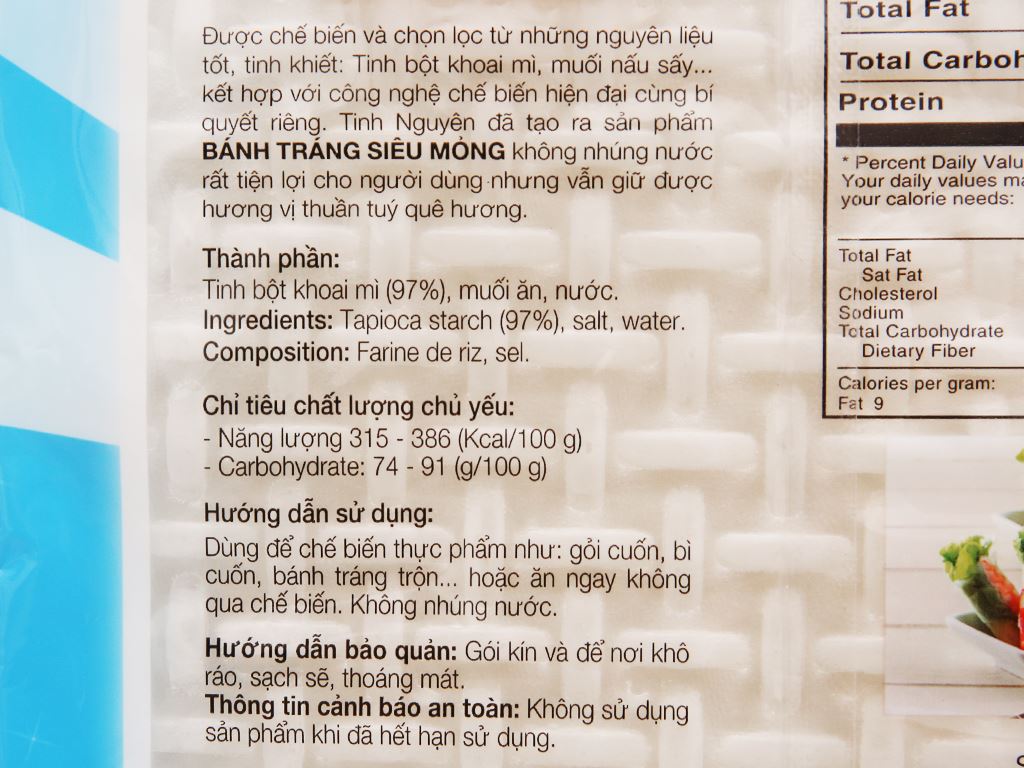 Được chế biến và chọn lọc từ những nguyên liệu
tốt, tinh khiết: Tinh bột khoai mì, muối nấu sấy...
kết hợp với công nghệ chế biến hiện đại cùng bí
quyết riêng. Tinh Nguyên đã tạo ra sản phẩm
BÁNH TRÁNG SIÊU MỎNG không nhúng nước
rất tiện lợi cho người dùng nhưng vẫn giữ được
hương vị thuần tuý quê hương.
Thành phần:
Tinh bột khoai mì (97%), muối ăn, nước.
Ingredients: Tapioca starch (97%), salt, water.
Composition: Farine de riz, sel.
Chỉ tiêu chất lượng chủ yếu:
- Năng lượng 315 - 386 (Kcal/100 g)
- Carbohydrate: 74 - 91 (g/100 g)
Hướng dẫn sử dụng:
Dùng để chế biến thực phẩm như: gỏi cuốn, bì
cuốn, bánh tráng trộn... hoặc ăn ngay không
qua chế biến. Không nhúng nước.
Hướng dẫn bảo quản: Gói kín và để nơi khô
ráo, sạch sẽ, thoáng mát.
Thông tin cảnh báo an toàn: Không sử dụng
sản phẩm khi đã hết hạn sử dụng.
Total Fat
Total Carboh
Protein
* Percent Daily Valu
Your daily values ma
your calorie needs:
Total Fat
Sat Fat
Cholesterol
Sodium
Total Carbohydrate
Dietary Fiber
Calories per gram:
Fat 9